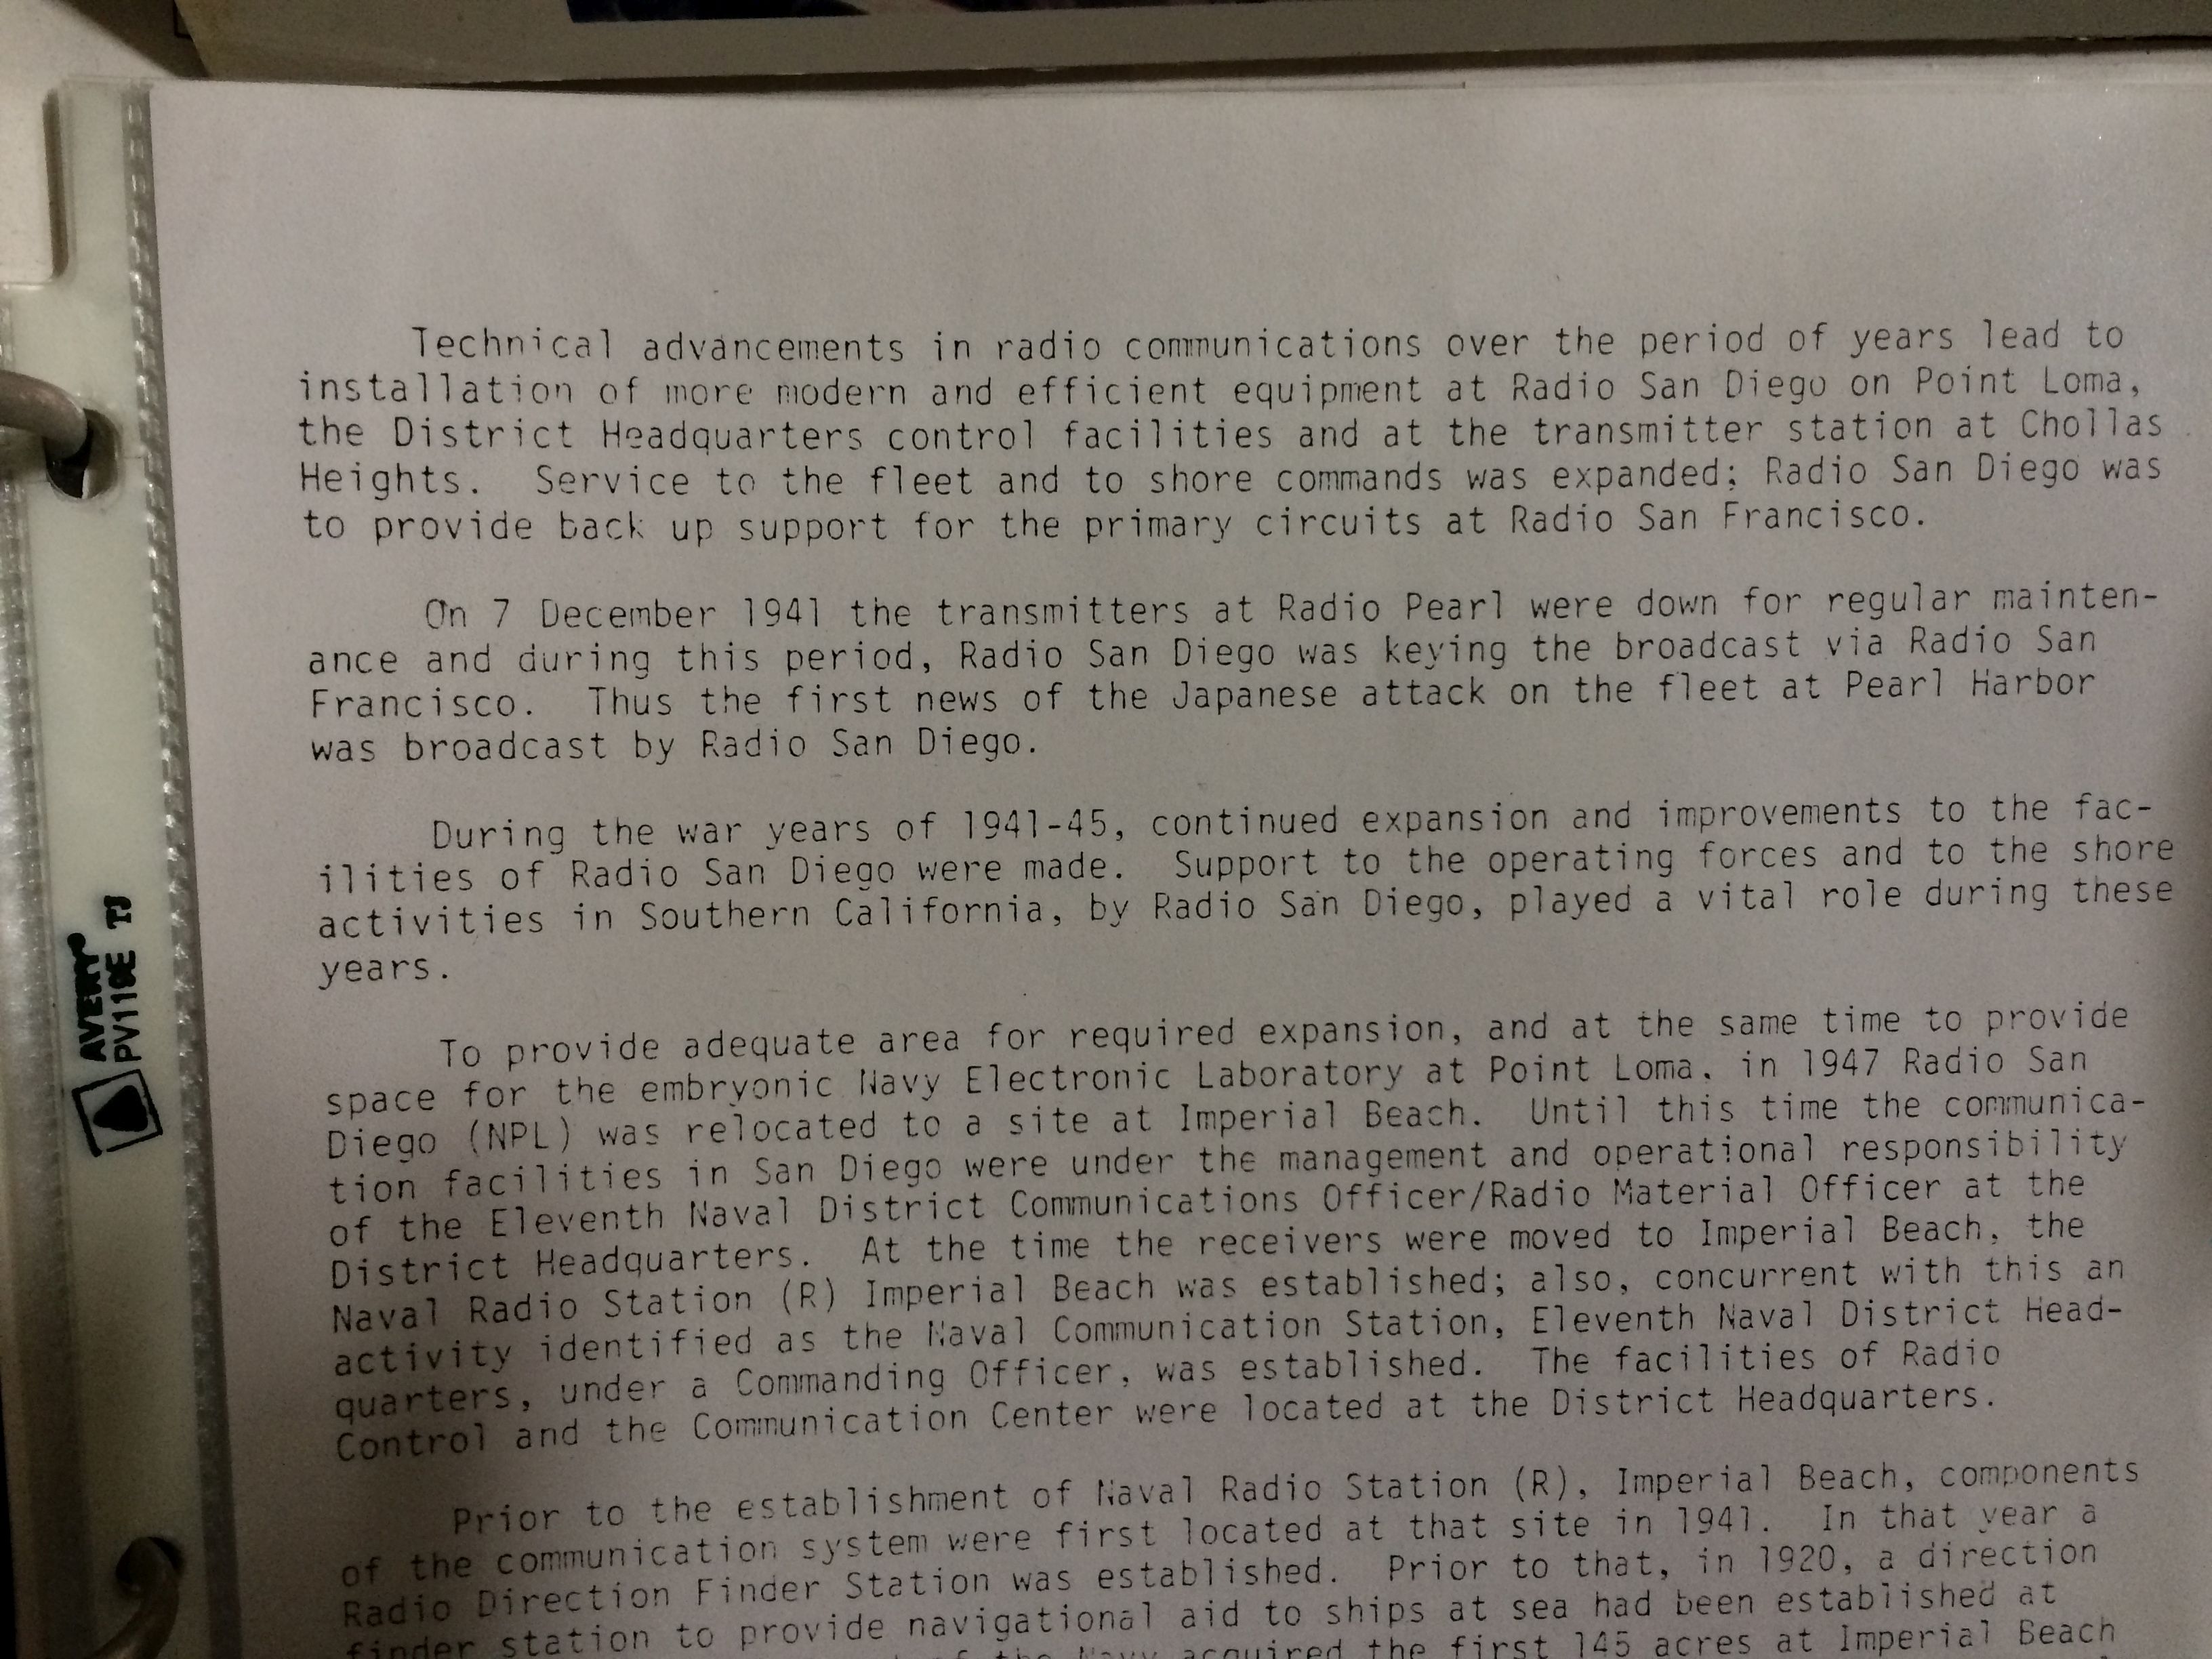 Technical advancements in radio communications over the period of years lead to
installation of more modern and efficient equipment at Radio San Diego on Point Loma,
the District Headquarters control facilities and at the transmitter station at Chollas
Heights. Service to the fleet and to shore commands was expanded; Radio San Diego was
to provide back up support for the primary circuits at Radio San Francisco.
On 7 December 1941 the transmitters at Radio Pearl were down for regular mainten-
ance and during this period, Radio San Diego was keying the broadcast via Radio San
Francisco. Thus the first news of the Japanese attack on the fleet at Pearl Harbor
was broadcast by Radio San Diego.
During the war years of 1941-45, continued expansion and improvements to the fac-
ilities of Radio San Diego were made. Support to the operating forces and to the shore
activities in Southern California, by Radio San Diego, played a vital role during these
years.
To provide adequate area for required expansion, and at the same time to provide
space for the embryonic Navy Electronic Laboratory at Point Loma, in 1947 Radio San
Diego (NPL) was relocated to a site at Imperial Beach. Until this time the communica-
tion facilities in San Diego were under the management and operational responsibility
of the Eleventh Naval District Communications Officer/Radio Material Officer at the
District Headquarters. At the time the receivers were moved to Imperial Beach, the
Naval Radio Station (R) Imperial Beach was established; also, concurrent with this an
activity identified as the Naval Communication Station, Eleventh Naval District Head-
quarters, under a Commanding Officer, was established. The facilities of Radio
Control and the Communication Center were located at the District Headquarters.
Prior to the establishment of Naval Radio Station (R), Imperial Beach, components
of the communication system were first located at that site in 1941. In that year a
Radio Direction Finder Station was established. Prior to that, in 1920, a direction
finder station to provide navigational aid to ships at sea had been established at
of the Navy acquired the first 145 acres at Imperial Beach
AVERY
PV119E TJ